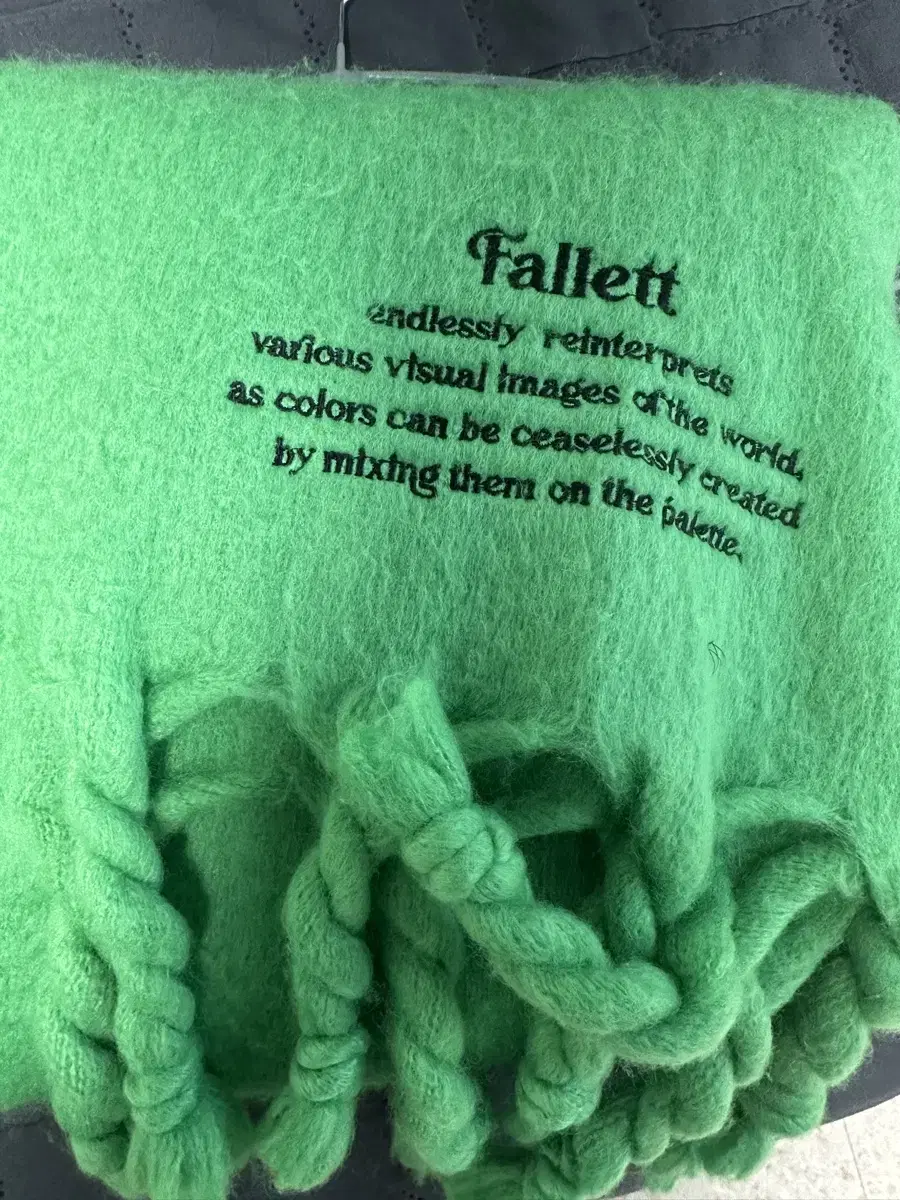 Fallett
endlessly reinterprets
various visual images of the world,
as colors can be ceaselessly created
by mixing them on the palette.